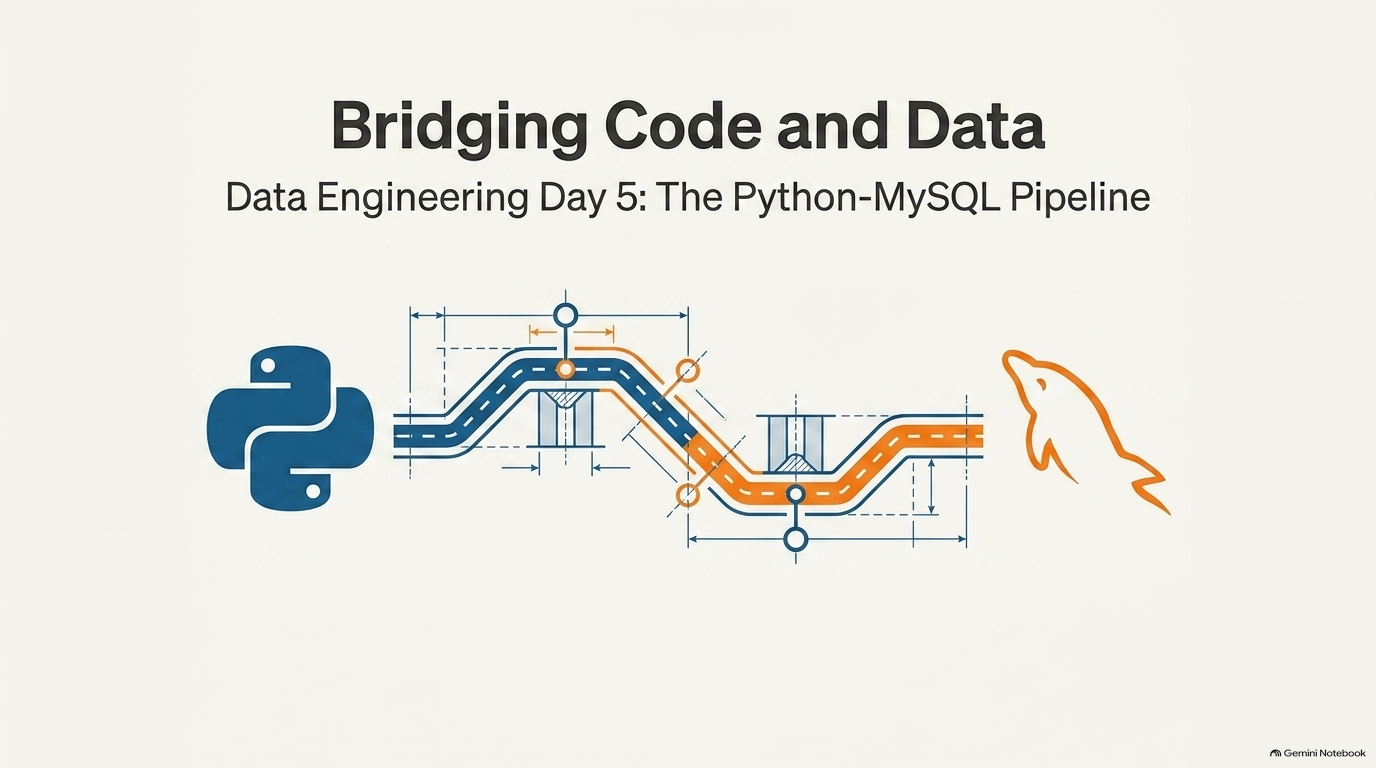 Bridging Code and Data
Data Engineering Day 5: The Python-MySQL Pipeline
Gemini Notebook